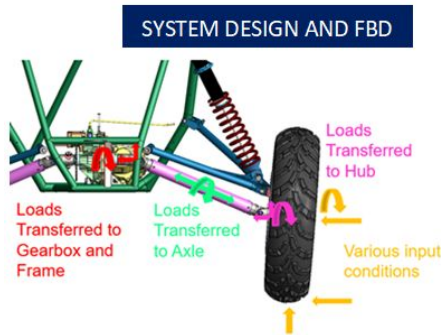 SYSTEM DESIGN AND FBD
Loads
Transferred
to Hub
Loads
Transferred to
Gearbox and
Frame
Loads
Transferred
to Axle
Various input
conditions